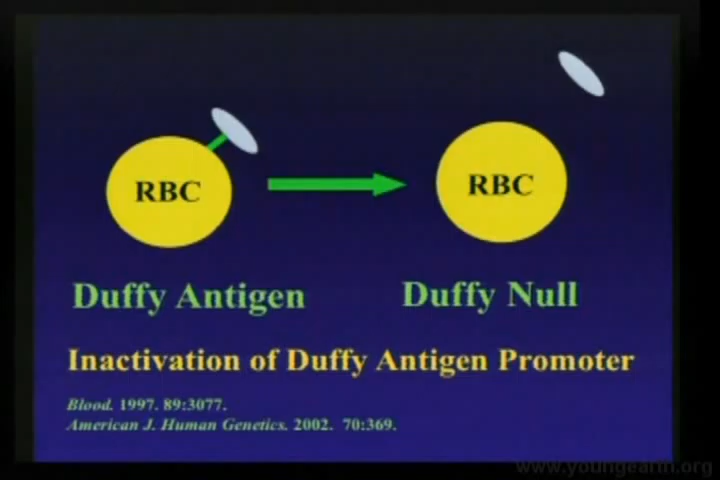 RBC
RBC
Duffy Antigen
Duffy Null
Inactivation of Duffy Antigen Promoter
Blood. 1997. 89:3077.
American J. Human Genetics. 2002. 70:369.
www.youngearth.org